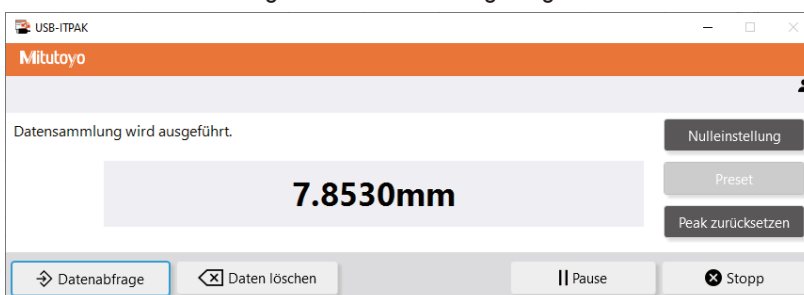 USB-ITPAK
Mitutoyo
Datensammlung wird ausgeführt.
Nulleinstellung
7.8530mm
Preset
Peak zurücksetzen
Datenabfrage
Daten löschen
Pause
Stopp